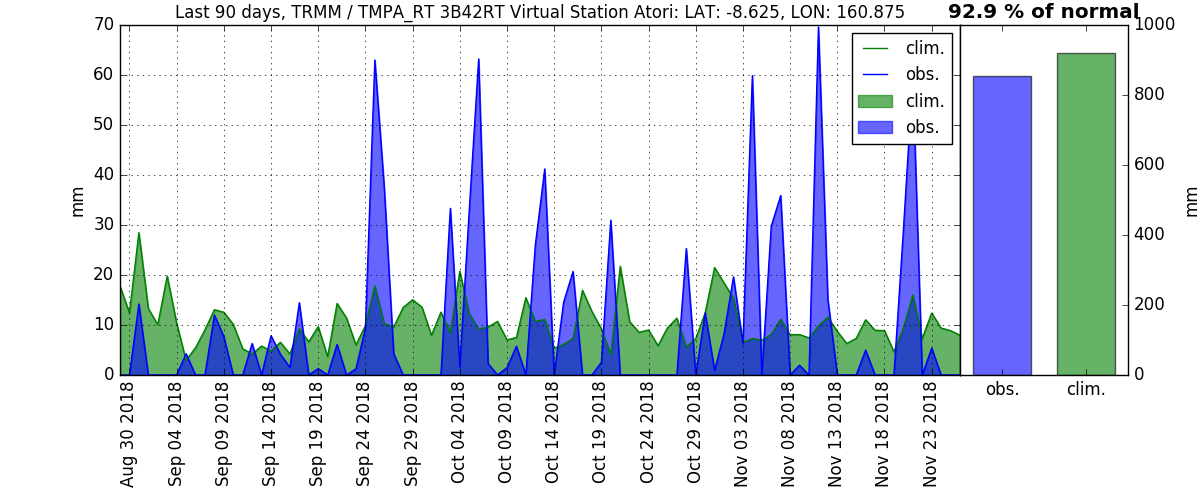 Last 90 days, TRMM / TMPA_RT 3B42RT Virtual Station Atori: LAT: -8.625, LON: 160.875
92.9 % of normal
70
60
50
40
30
20
10
0
mm
clim.
obs.
clim.
obs.
1000
800
600
400
200
0
mm
obs.
clim.
Aug 30 2018
Sep 04 2018
Sep 09 2018
Sep 14 2018
Sep 19 2018
Sep 24 2018
Sep 29 2018
Oct 04 2018
Oct 09 2018
Oct 14 2018
Oct 19 2018
Oct 24 2018
Oct 29 2018
Nov 03 2018
Nov 08 2018
Nov 13 2018
Nov 18 2018
Nov 23 2018